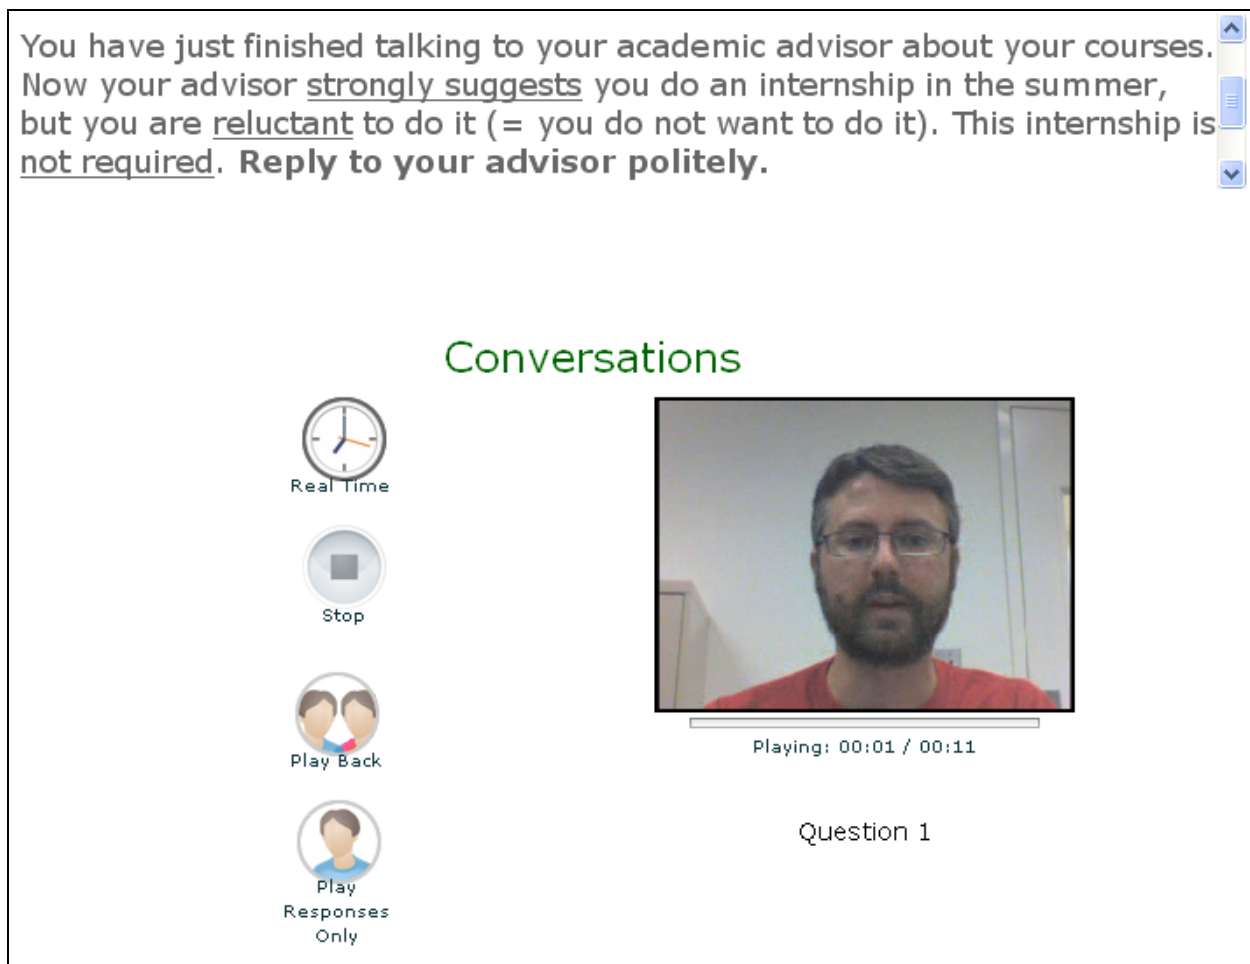 You have just finished talking to your academic advisor about your courses.
Now your advisor strongly suggests you do an internship in the summer,
but you are reluctant to do it (= you do not want to do it). This internship is
not required. Reply to your advisor politely.
Conversations
Real Time
Stop
Play Back
Play
Responses
Only
Playing: 00:01 / 00:11
Question 1